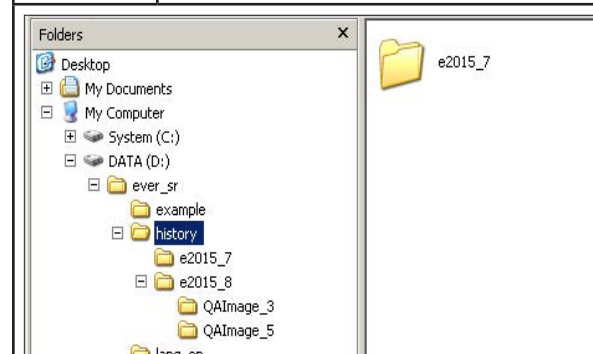 Folders
Desktop
My Documents
My Computer
System (C:)
DATA (D:)
ever_sr
example
history
e2015_7
e2015_8
QAImage_3
QAImage_5
e2015_7